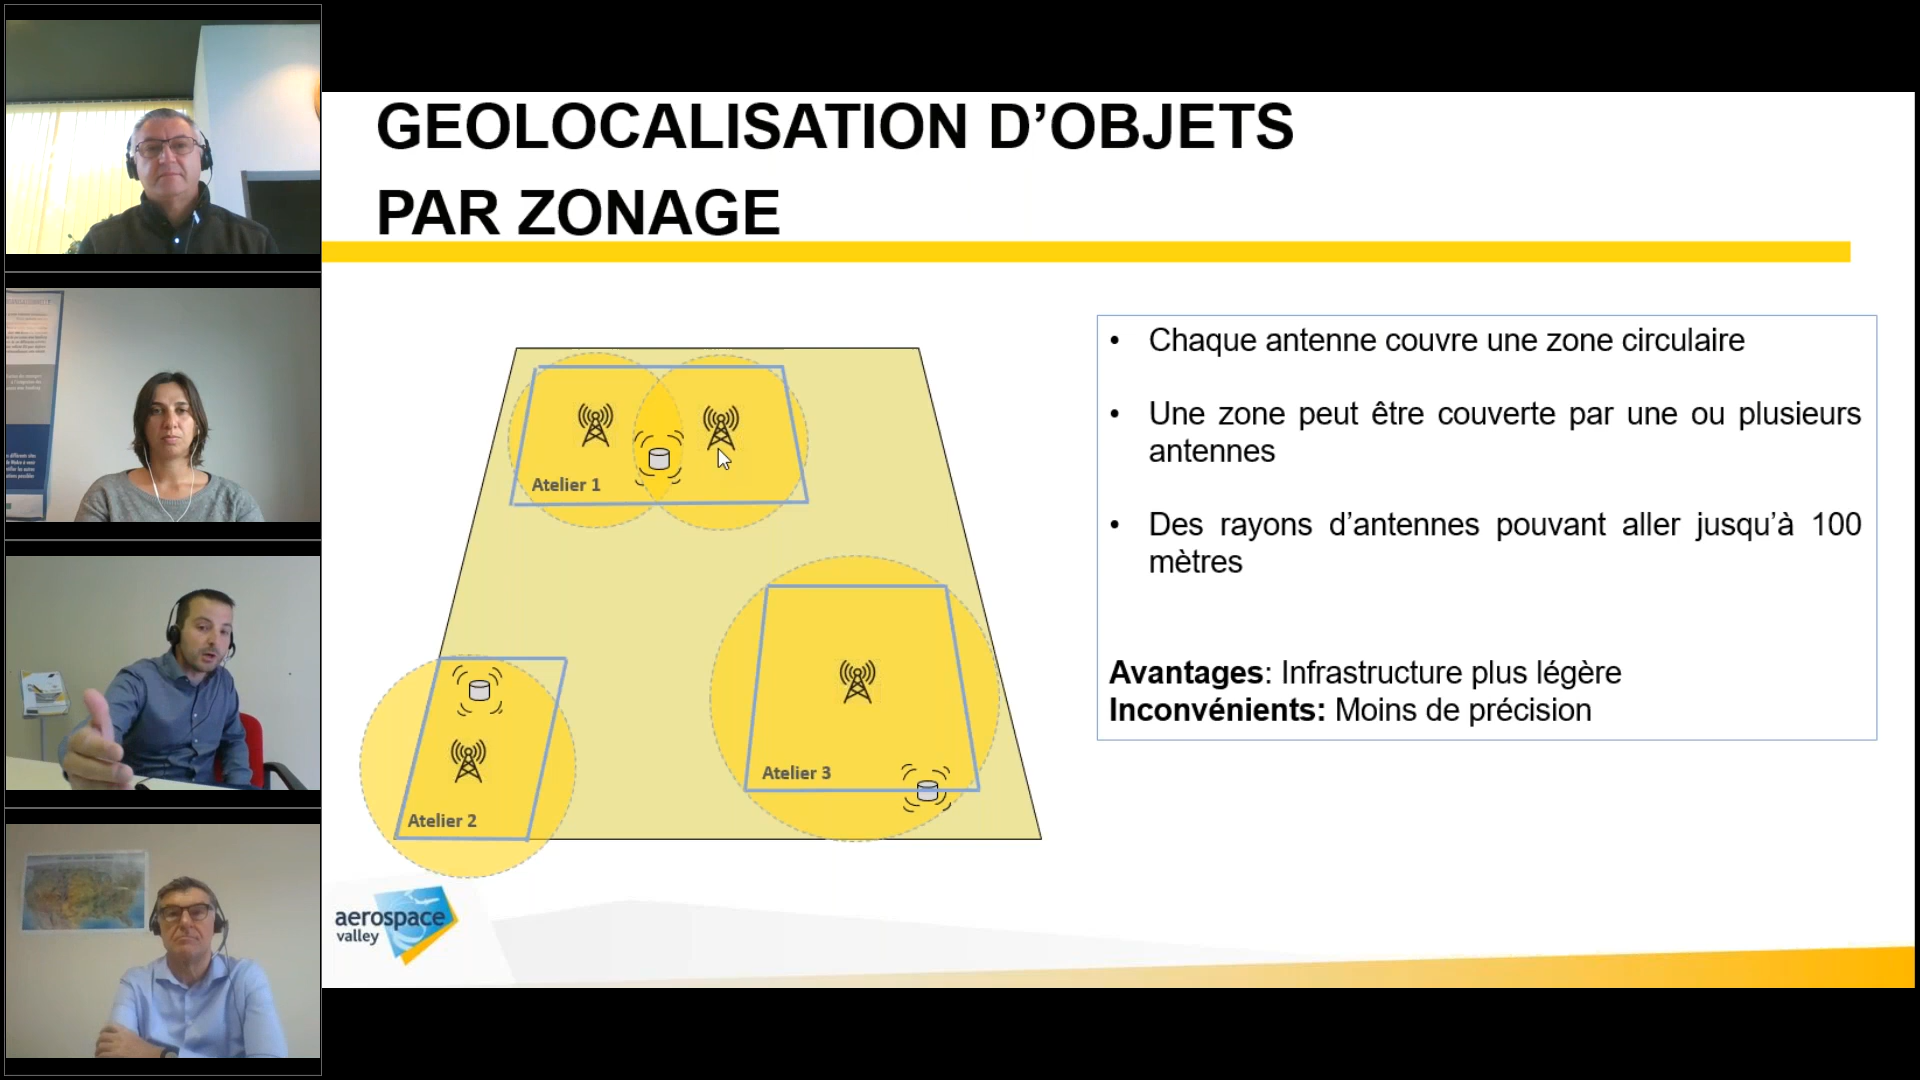 GEOLOCALISATION D’OBJETS
PAR ZONAGE
Atelier 1
Atelier 2
Atelier 3
• Chaque antenne couvre une zone circulaire
• Une zone peut être couverte par une ou plusieurs
antennes
• Des rayons d’antennes pouvant aller jusqu’à 100
mètres
Avantages: Infrastructure plus légère
Inconvénients: Moins de précision
aerospace
valley